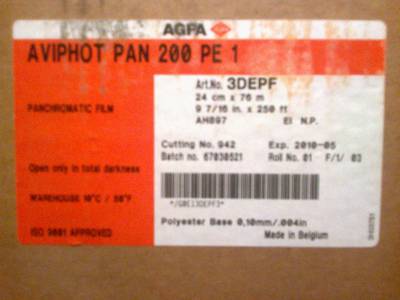 AGFA
AVIPHOT PAN 200 PE 1
Art.No. 3DEPF
24 cm x 76 m
PANCHROMATIC FILM
9 7/16 in. x 250 ft
AH897 EI N.P.
Cutting No. 942 Exp. 2010-05
Batch no. 67030521 Roll No. 01 F/1/ 03
Open only in total darkness
WAREHOUSE 10°C / 50°F
Polyester Base 0,10mm/.004in
ISO 9001 APPROVED
Made in Belgium